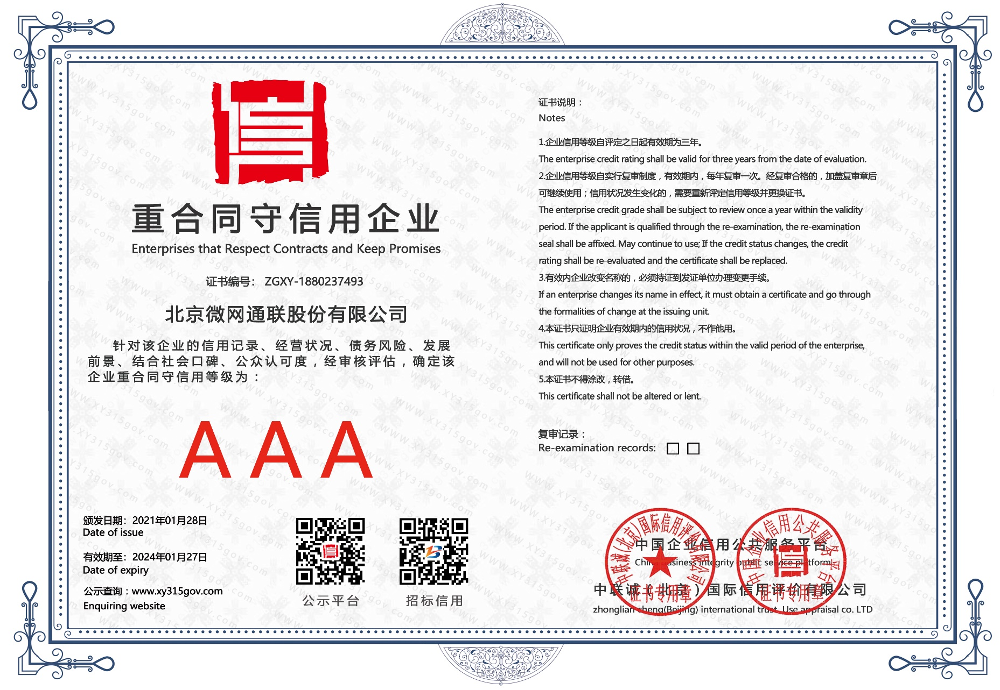 重合同守信用企业
Enterprises that Respect Contracts and Keep Promises
证书编号： ZGXY-1880237493
北京微网通联股份有限公司
针对该企业的信用记录、经营状况、债务风险、发展
前景、结合社会口碑、公众认可度，经审核评估，确定该
企业重合同守信用等级为：
AAA
颁发日期：2021年01月28日
Date of issue
有效期至：2024年01月27日
Date of expiry
公示查询：www.xy315gov.com
Enquiring website
公示平台
招标信用
证书说明：
Notes
1.企业信用等级自评定之日起有效期为三年。
The enterprise credit rating shall be valid for three years from the date of evaluation.
2.企业信用等级自实行复审制度，有效期内，每年复审一次。经复审合格的，加盖复审章后
可继续使用；信用状况发生变化的，需要重新评定信用等级并更换证书。
The enterprise credit grade shall be subject to review once a year within the validity
period. If the applicant is qualified through the re-examination, the re-examination
seal shall be affixed. May continue to use; If the credit status changes, the credit
rating shall be re-evaluated and the certificate shall be replaced.
3.有效内企业改变名称的，必须持证到发证单位办理变更手续。
If an enterprise changes its name in effect, it must obtain a certificate and go through
the formalities of change at the issuing unit.
4.本证书只证明企业有效期内的信用状况，不作他用。
This certificate only proves the credit status within the valid period of the enterprise,
and will not be used for other purposes.
5.本证书不得涂改，转借。
This certificate shall not be altered or lent.
复审记录：
Re-examination records:
中国企业信用公共服务平台
China business integrity public service platform
中联诚（北京）国际信用评价有限公司
zhonglian cheng(Beijing) international trust Use appraisal co. LTD
中联诚(北京)国际信用评价有限公司
证书专用章
中国企业信用公共服务平台
证书专用章
WWW.XY315gov.com